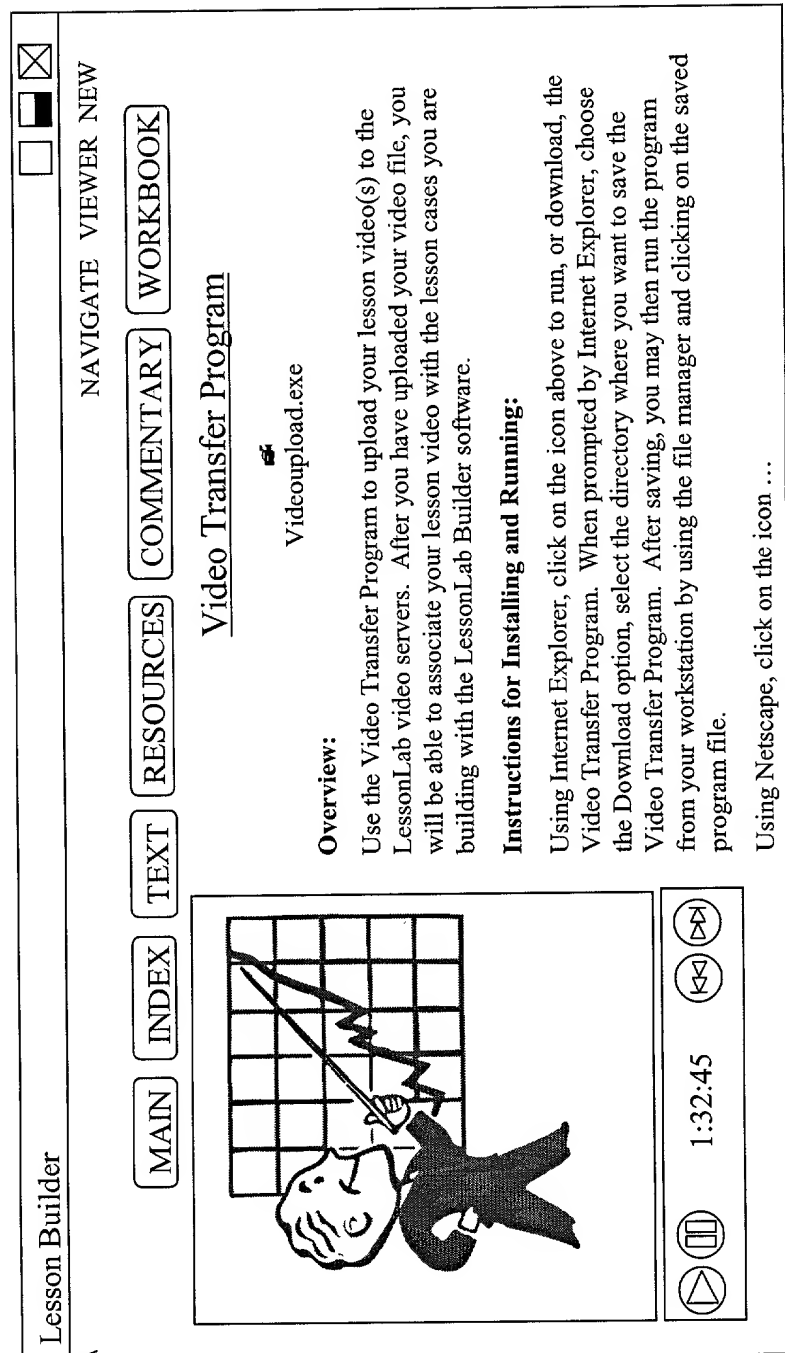 Lesson Builder
NAVIGATE VIEWER NEW
MAIN INDEX TEXT RESOURCES COMMENTARY WORKBOOK
Video Transfer Program
Videoupload.exe
Overview:
Use the Video Transfer Program to upload your lesson video(s) to the
LessonLab video servers. After you have uploaded your video file, you
will be able to associate your lesson video with the lesson cases you are
building with the LessonLab Builder software.
Instructions for Installing and Running:
Using Internet Explorer, click on the icon above to run, or download, the
Video Transfer Program. When prompted by Internet Explorer, choose
the Download option, select the directory where you want to save the
Video Transfer Program. After saving, you may then run the program
from your workstation by using the file manager and clicking on the saved
program file.
Using Netscape, click on the icon ...
1:32:45